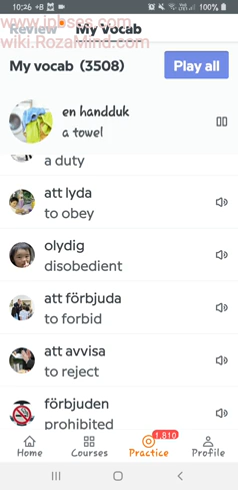 10:26
100%
www.inbses.com
Review My Vocab
wiki.RozaMind.com
My vocab (3508) Play all
en handduk
a towel
a duty
att lyda
to obey
olydig
disobedient
att förbjuda
to forbid
att avvisa
to reject
förbjuden
prohibited
1,810
Home Courses Practice Profile